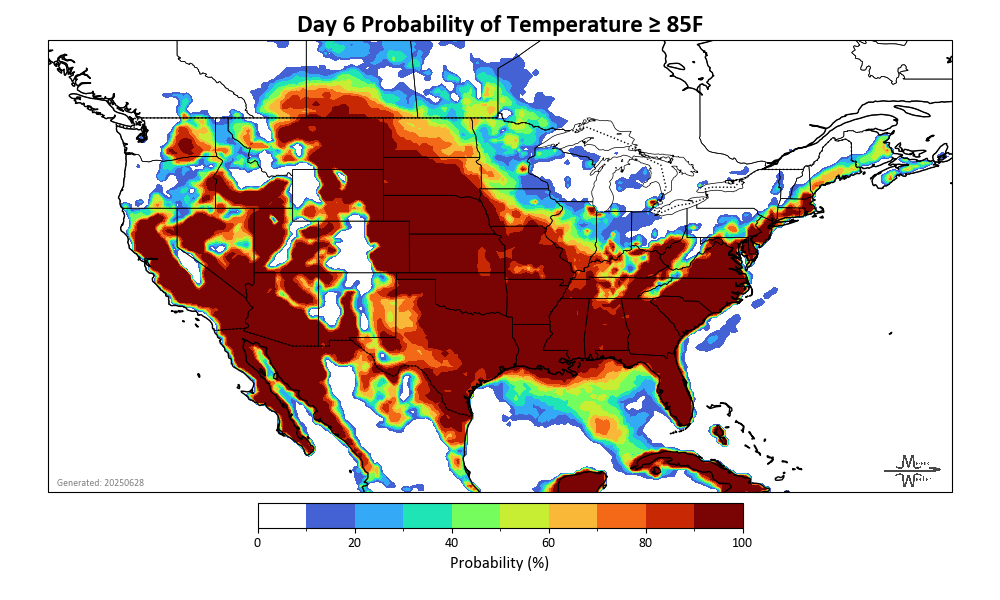 Day 6 Probability of Temperature ≥ 85F
Generated: 20250628
0 20 40 60 80 100
Probability (%)